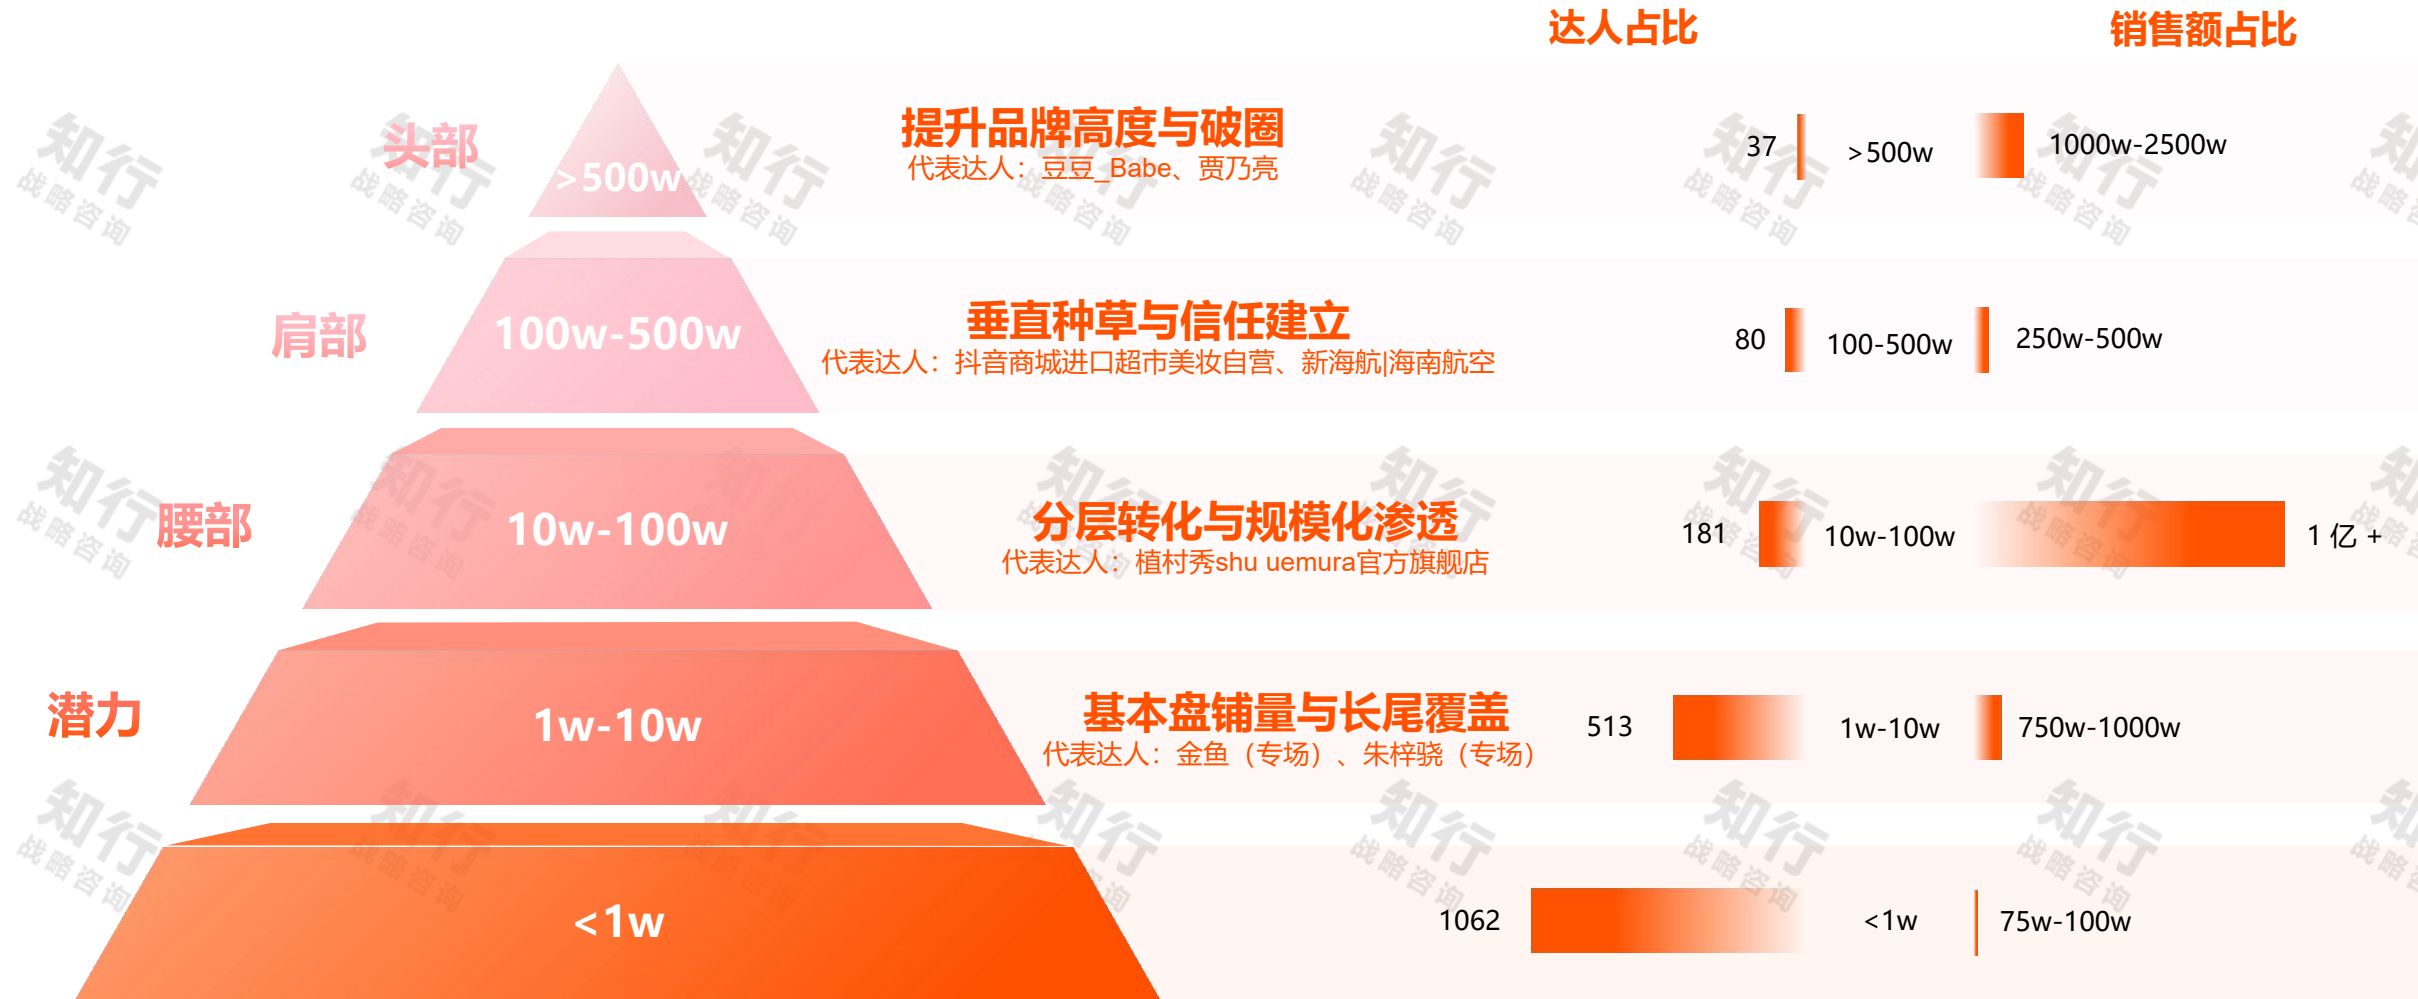 达人占比
销售额占比
头部
>500w
提升品牌高度与破圈
代表达人：豆豆_Babe、贾乃亮
37
>500w
1000w-2500w
肩部
100w-500w
垂直种草与信任建立
代表达人：抖音商城进口超市美妆自营、新海航|海南航空
80
100-500w
250w-500w
腰部
10w-100w
分层转化与规模化渗透
代表达人：植村秀shu uemura官方旗舰店
181
10w-100w
1 亿 +
潜力
1w-10w
基本盘铺量与长尾覆盖
代表达人：金鱼（专场）、朱梓骁（专场）
513
1w-10w
750w-1000w
<1w
1062
<1w
75w-100w
知行
战略咨询